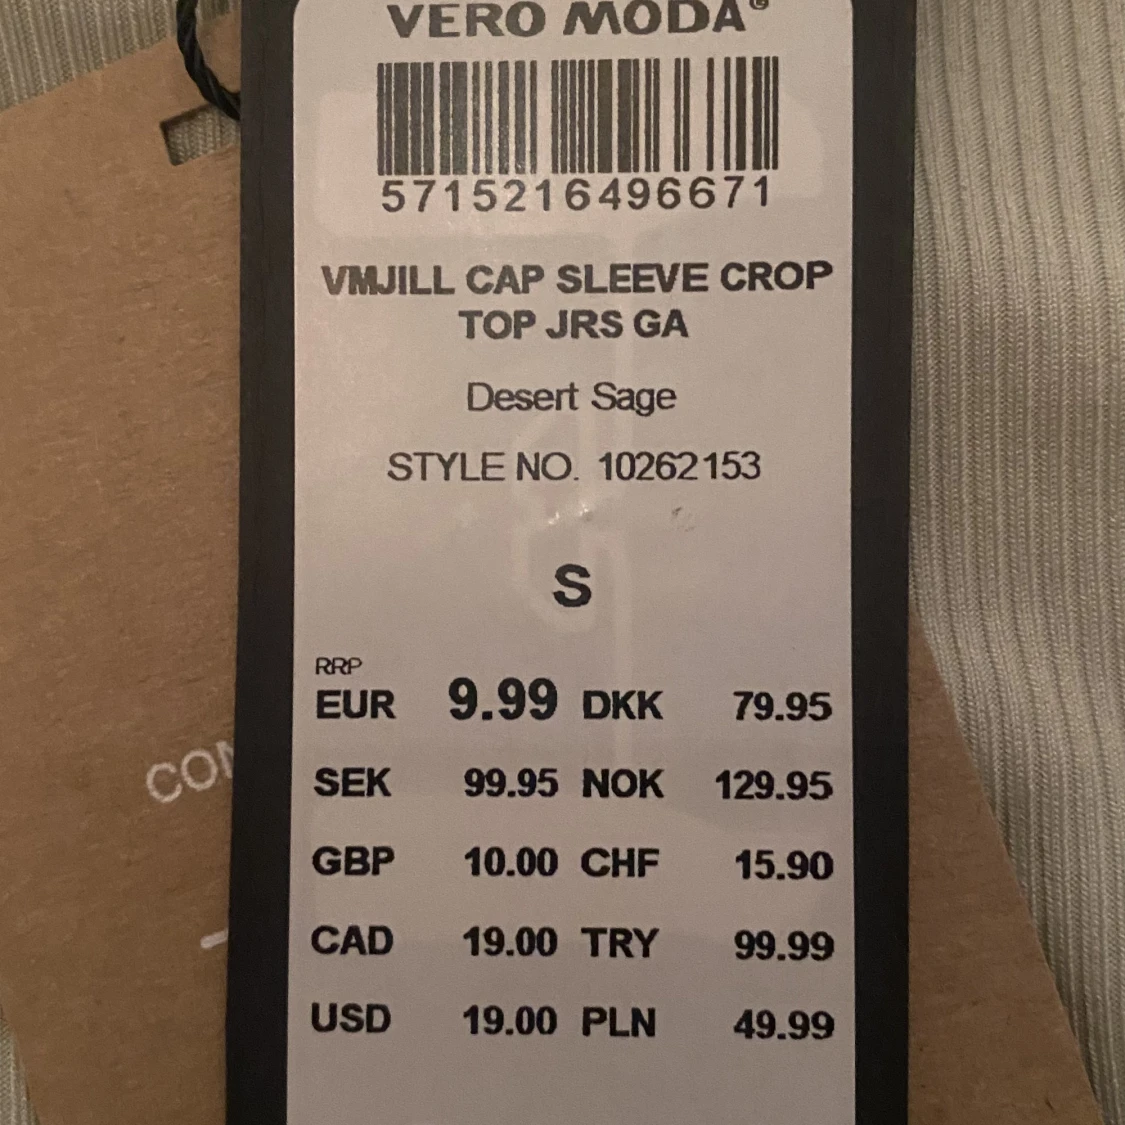 VERO MODA®
5715216496671
VMJILL CAP SLEEVE CROP
TOP JRS GA
Desert Sage
STYLE NO. 10262153
S
RRP
EUR 9.99 DKK 79.95
SEK 99.95 NOK 129.95
GBP 10.00 CHF 15.90
CAD 19.00 TRY 99.99
USD 19.00 PLN 49.99